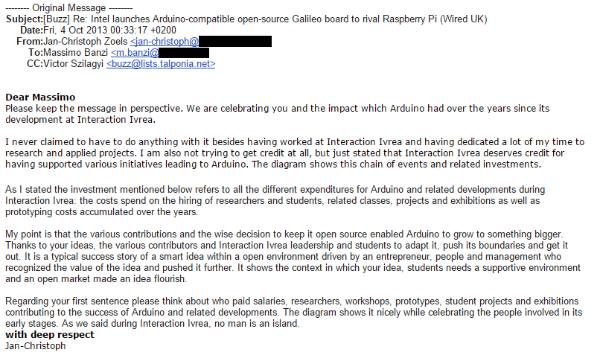 -------- Original Message --------
Subject:[Buzz] Re: Intel launches Arduino-compatible open-source Galileo board to rival Raspberry Pi (Wired UK)
Date:Fri, 4 Oct 2013 00:33:17 +0200
From:Jan-Christoph Zoels <jan-christoph@
To:Massimo Banzi <m.banzi@
CC:Victor Szilagyi <buzz@lists.talponia.net>
Dear Massimo
Please keep the message in perspective. We are celebrating you and the impact which Arduino had over the years since its
development at Interaction Ivrea.
I never claimed to have to do anything with it besides having worked at Interaction Ivrea and having dedicated a lot of my time to
research and applied projects. I am also not trying to get credit at all, but just stated that Interaction Ivrea deserves credit for
having supported various initiatives leading to Arduino. The diagram shows this chain of events and related investments.
As I stated the investment mentioned below refers to all the different expenditures for Arduino and related developments during
Interaction Ivrea: the costs spend on the hiring of researchers and students, related classes, projects and exhibitions as well as
prototyping costs accumulated over the years.
My point is that the various contributions and the wise decision to keep it open source enabled Arduino to grow to something bigger.
Thanks to your ideas, the various contributors and Interaction Ivrea leadership and students to adapt it, push its boundaries and get it
out. It is a typical success story of a smart idea within a open environment driven by an entrepreneur, people and management who
recognized the value of the idea and pushed it further. It shows the context in which your idea, students needs a supportive environment
and an open market made an idea flourish.
Regarding your first sentence please think about who paid salaries, researchers, workshops, prototypes, student projects and exhibitions
contributing to the success of Arduino and related developments. The diagram shows it nicely while celebrating the people involved in its
early stages. As we said during Interaction Ivrea, no man is an island.
with deep respect
Jan-Christoph